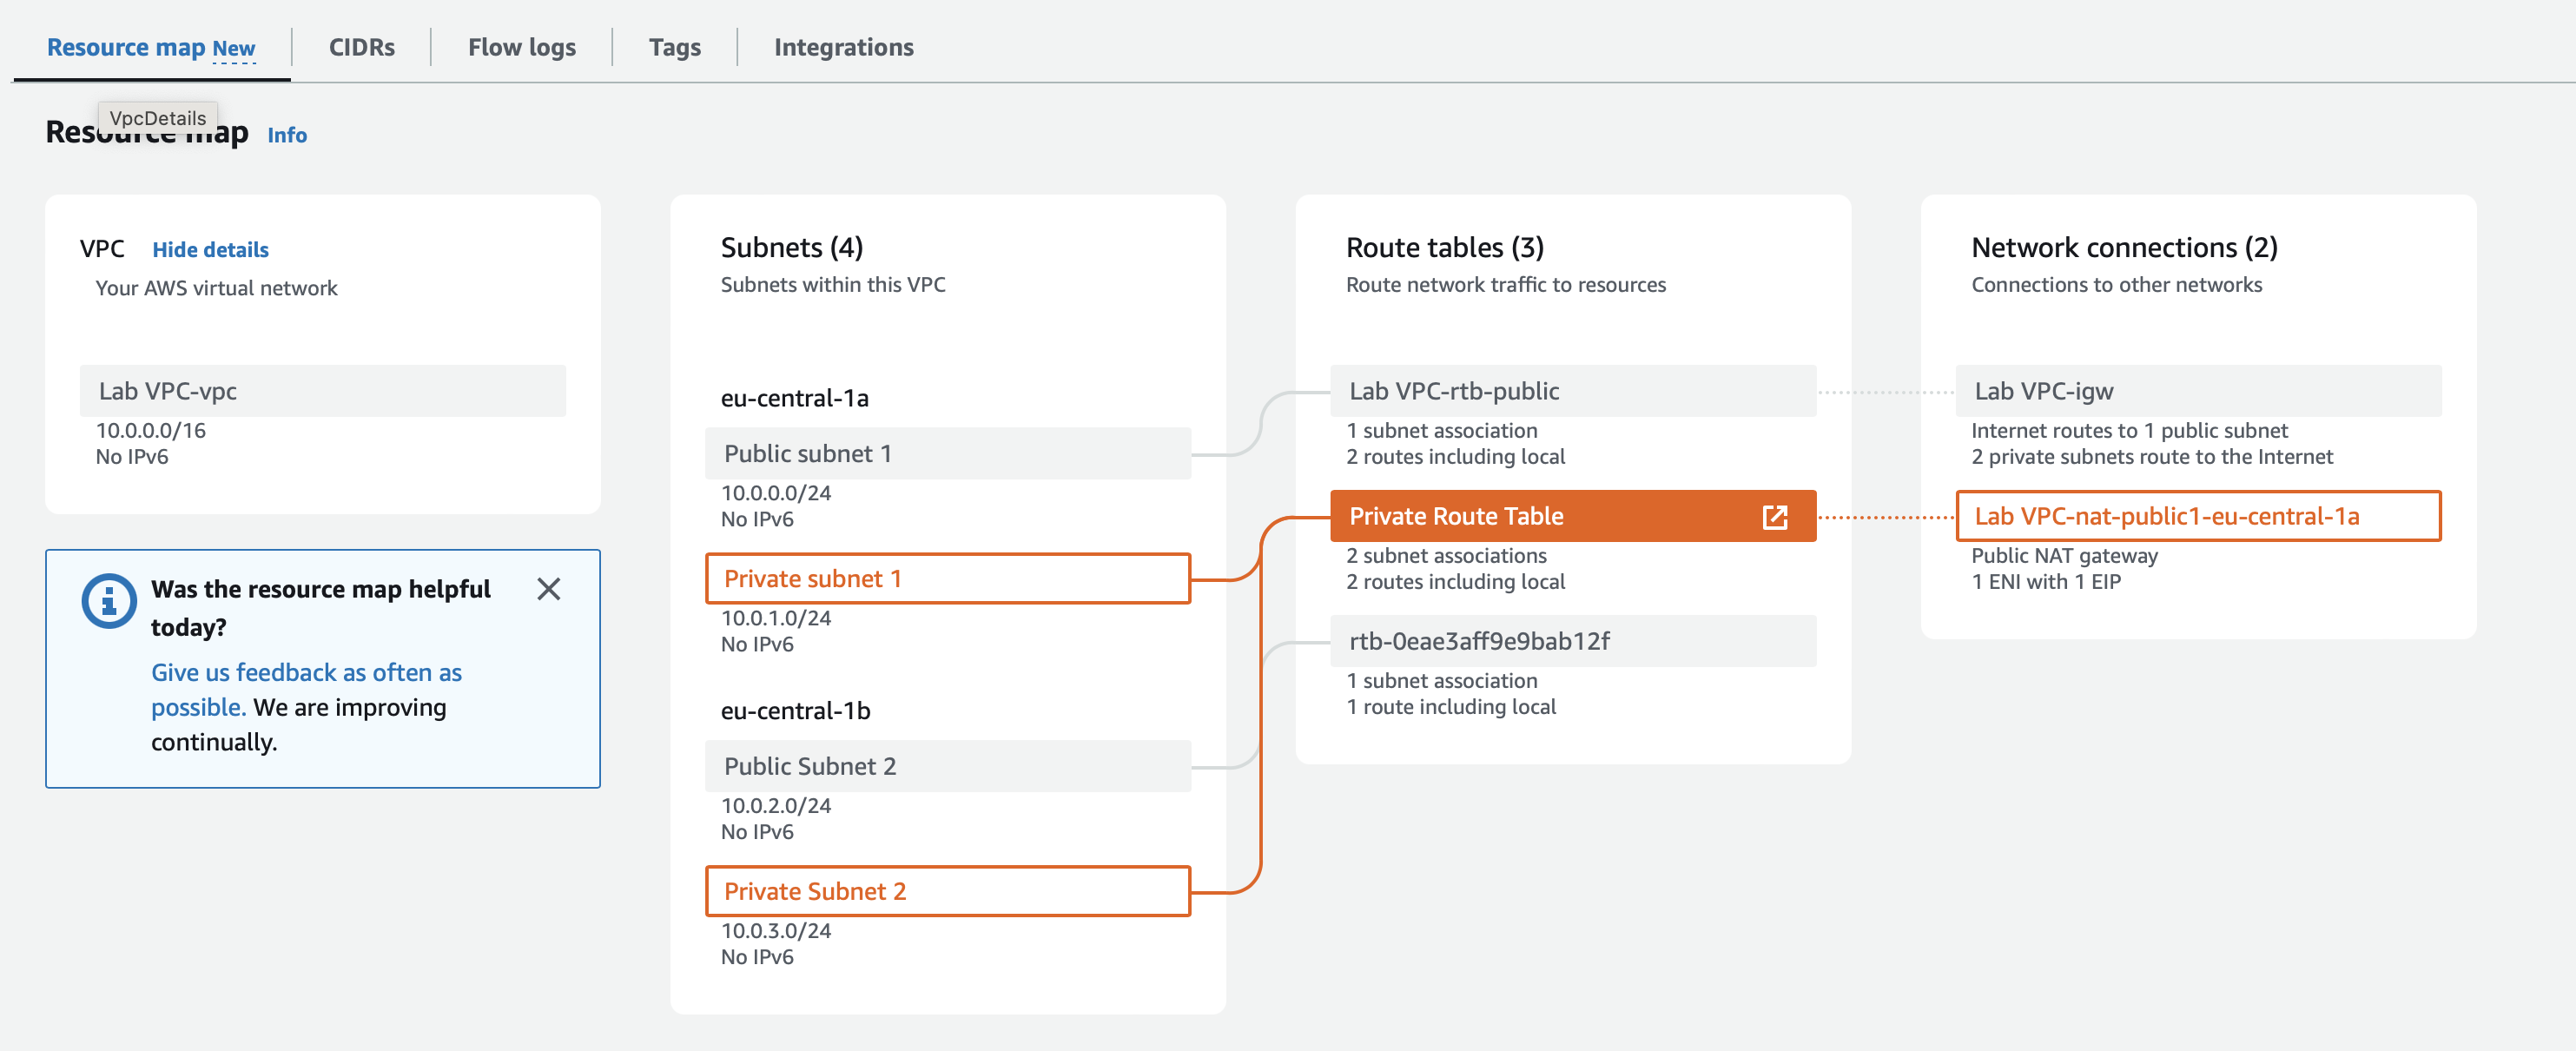 Resource map New
CIDRs
Flow logs
Tags
Integrations
VpcDetails
Resource map Info
VPC Hide details
Your AWS virtual network
Lab VPC-vpc
10.0.0.0/16
No IPv6
Was the resource map helpful
today?
Give us feedback as often as
possible. We are improving
continually.
Subnets (4)
Subnets within this VPC
eu-central-1a
Public subnet 1
10.0.0.0/24
No IPv6
Private subnet 1
10.0.1.0/24
No IPv6
eu-central-1b
Public Subnet 2
10.0.2.0/24
No IPv6
Private Subnet 2
10.0.3.0/24
No IPv6
Route tables (3)
Route network traffic to resources
Lab VPC-rtb-public
1 subnet association
2 routes including local
Private Route Table
2 subnet associations
2 routes including local
rtb-0eae3aff9e9bab12f
1 subnet association
1 route including local
Network connections (2)
Connections to other networks
Lab VPC-igw
Internet routes to 1 public subnet
2 private subnets route to the Internet
Lab VPC-nat-public1-eu-central-1a
Public NAT gateway
1 ENI with 1 EIP